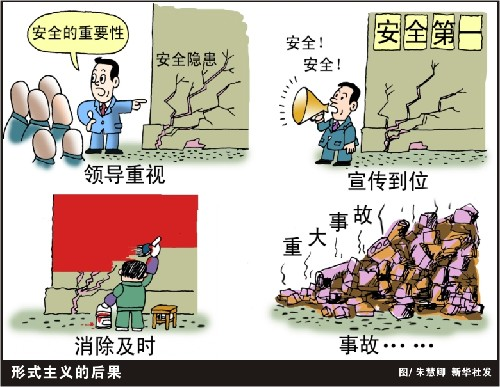 安全的重要性
安全隐患
领导重视
安全!
安全!
安全第一
宣传到位
消除及时
重大事故
事故……
形式主义的后果
图/朱慧卿 新华社发